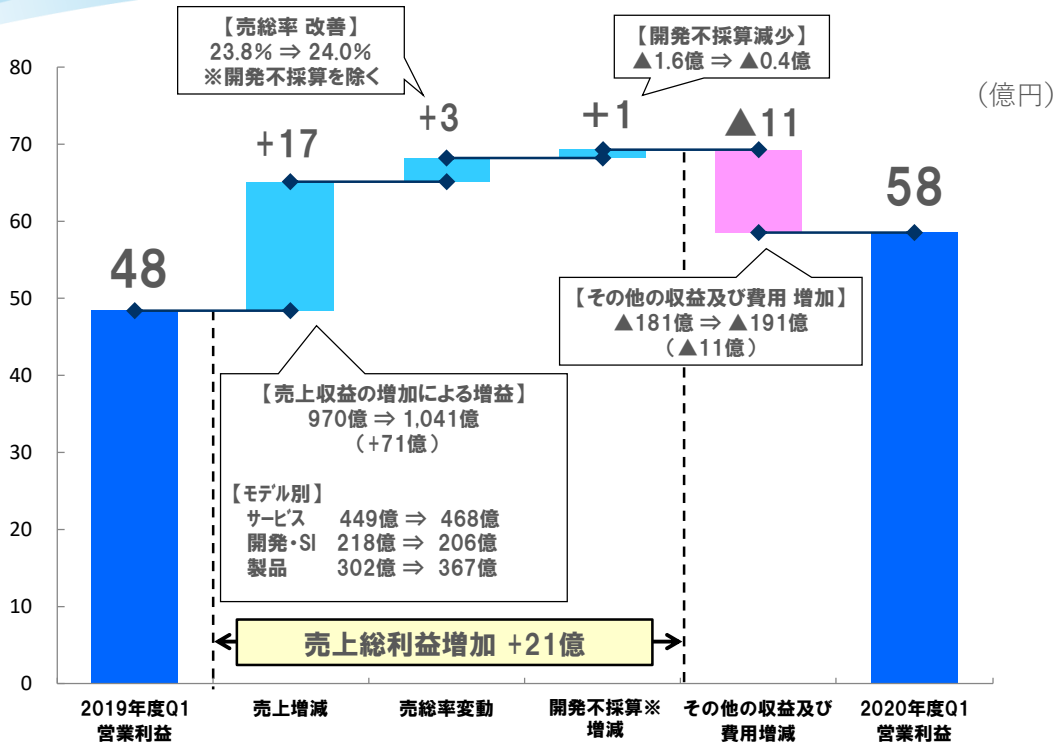 【売総率 改善】
23.8% ⇒ 24.0%
※開発不採算を除く
【開発不採算減少】
▲1.6億 ⇒ ▲0.4億
(億円)
80
70
60
50
40
30
20
10
0
48
+17
+3
+1
▲11
58
【その他の収益及び費用 増加】
▲181億 ⇒ ▲191億
(▲11億)
【売上収益の増加による増益】
970億 ⇒ 1,041億
(+71億)
【モデル別】
サービス 449億 ⇒ 468億
開発・SI 218億 ⇒ 206億
製品 302億 ⇒ 367億
売上総利益増加 +21億
2019年度Q1
営業利益
売上増減
売総率変動
開発不採算※
増減
その他の収益及び
費用増減
2020年度Q1
営業利益